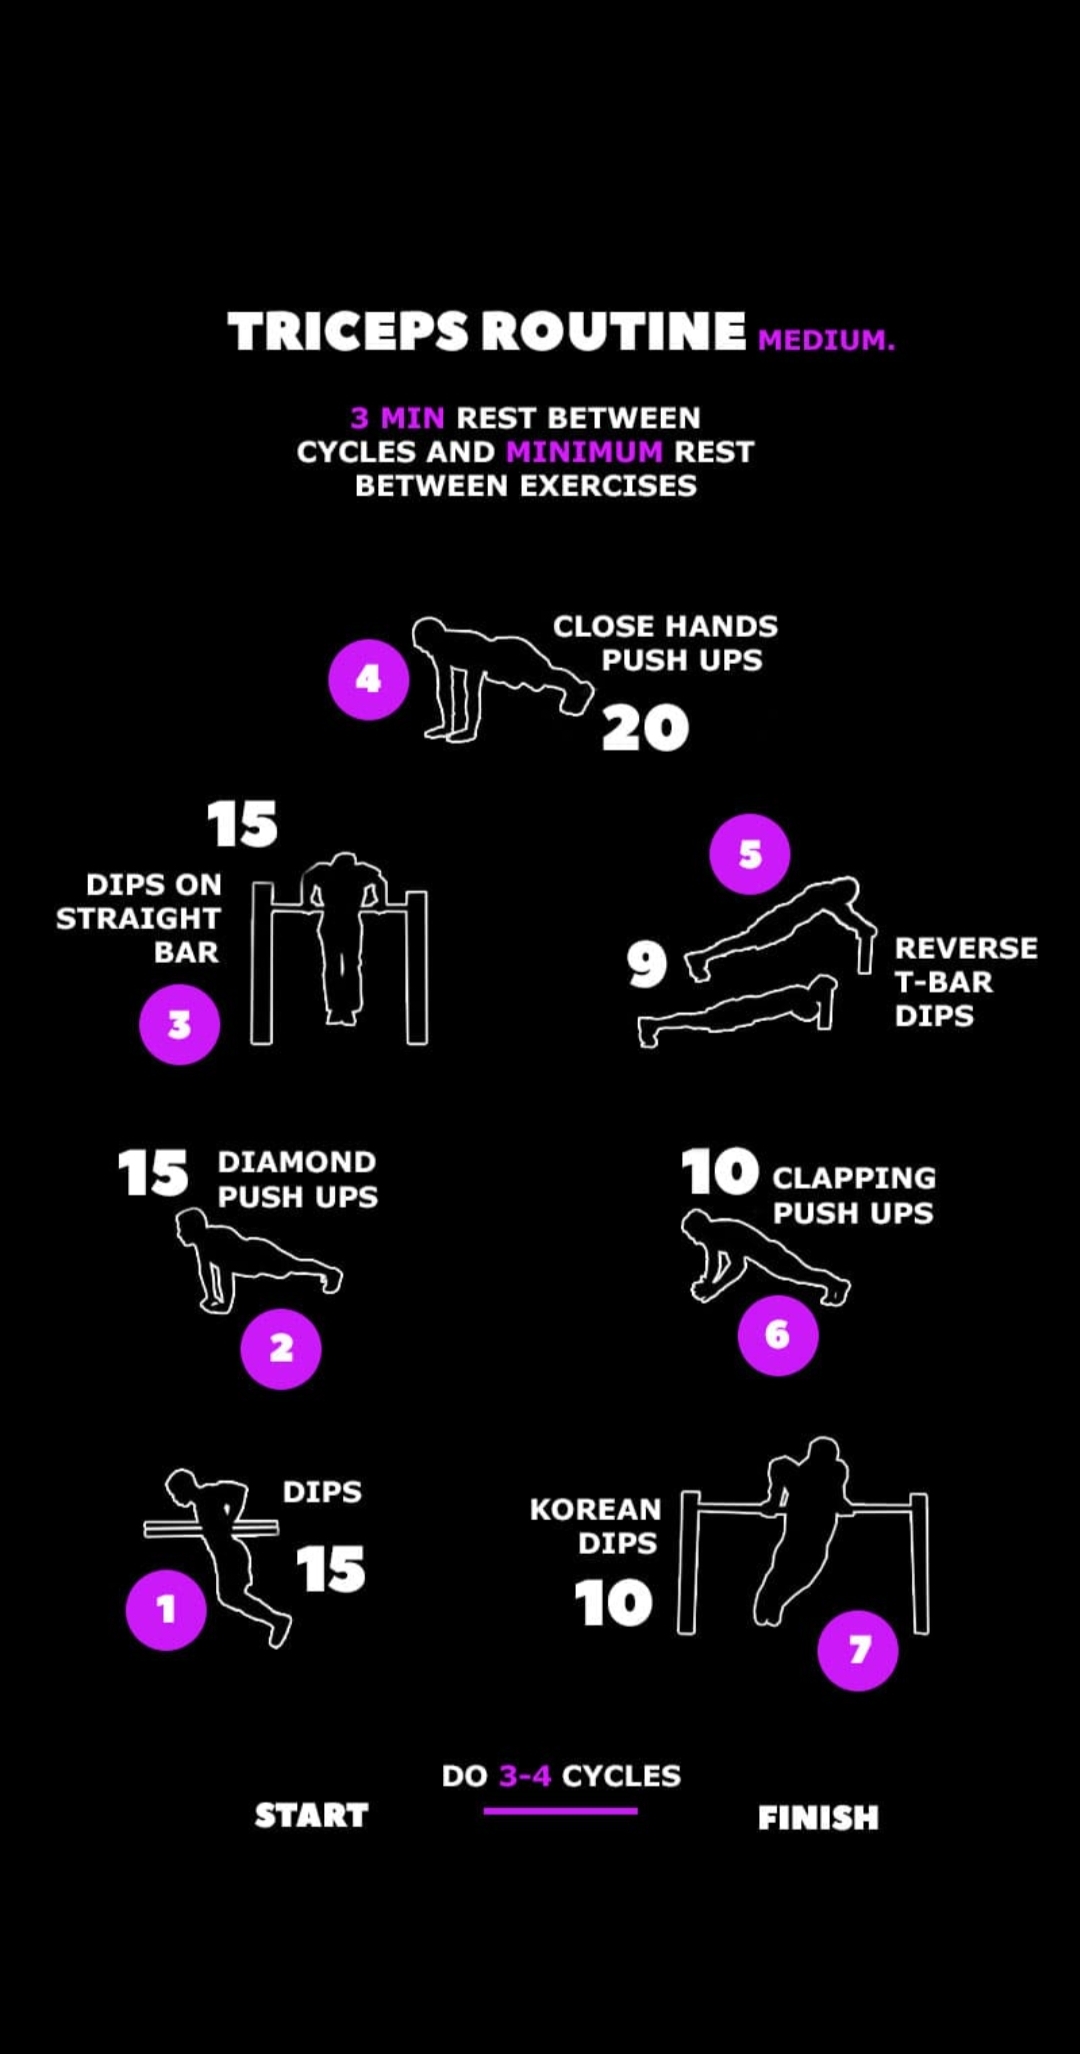 TRICEPS ROUTINE MEDIUM.
3 MIN REST BETWEEN
CYCLES AND MINIMUM REST
BETWEEN EXERCISES
4
CLOSE HANDS
PUSH UPS
20
15
DIPS ON
STRAIGHT
BAR
3
5
9
REVERSE
T-BAR
DIPS
15
DIAMOND
PUSH UPS
2
10
CLAPPING
PUSH UPS
6
DIPS
15
1
KOREAN
DIPS
10
7
DO 3-4 CYCLES
START
FINISH